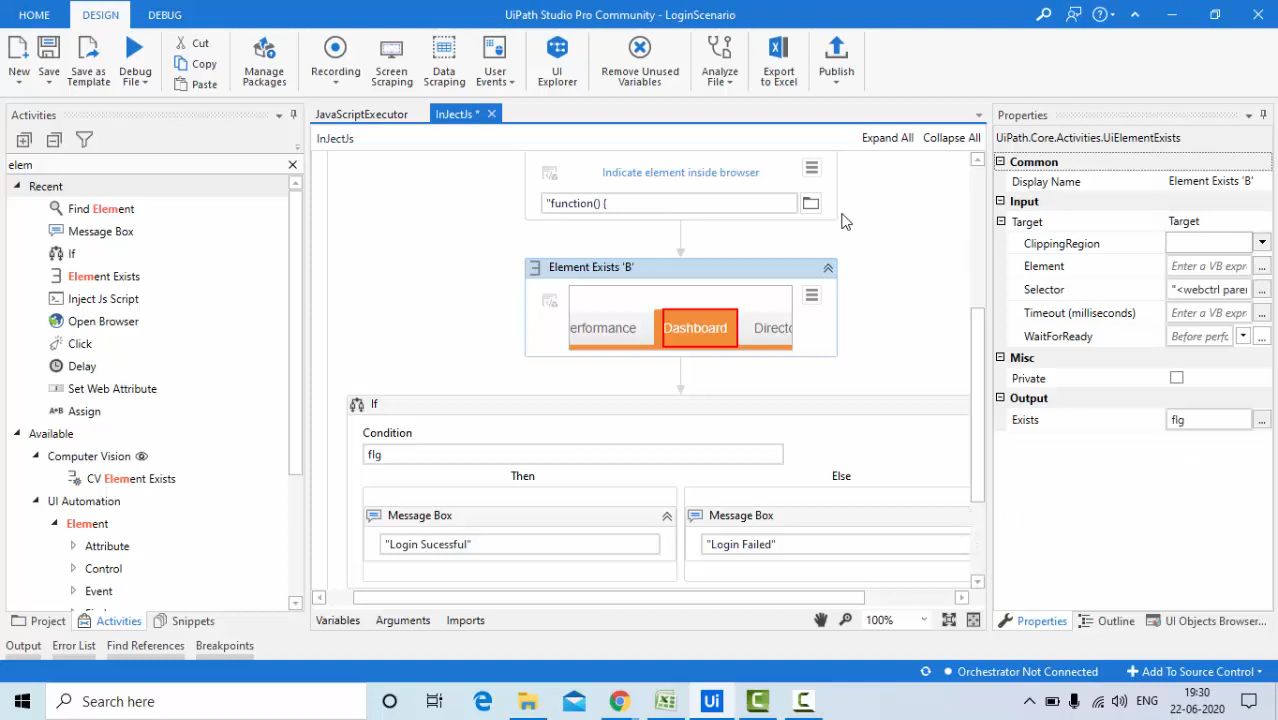 HOME
DESIGN
DEBUG
UiPath Studio Pro Community - LoginScenario
New
Save
Save as Template
Debug File
Cut
Copy
Paste
Manage Packages
Recording
Screen Scraping
Data Scraping
User Events
UI Explorer
Remove Unused Variables
Analyze File
Export to Excel
Publish
Activities
elem
Recent
Find Element
Message Box
If
Element Exists
Inject Js Script
Open Browser
Click
Delay
Set Web Attribute
A+B Assign
Available
Computer Vision
CV Element Exists
UI Automation
Element
Attribute
Control
Event
Project
Activities
Snippets
JavaScriptExecutor
InJectJs *
InJectJs
Expand All
Collapse All
Indicate element inside browser
"function() {
Element Exists 'B'
erformance
Dashboard
Directo
If
Condition
flg
Then
Else
Message Box
"Login Sucessful"
Message Box
"Login Failed"
Variables
Arguments
Imports
100%
Properties
UiPath.Core.Activities.UiElementExists
Common
Display Name
Element Exists 'B'
Input
Target
Target
ClippingRegion
Element
Enter a VB expr
...
Selector
"<webctrl pare
...
Timeout (milliseconds)
Enter a VB expr
...
WaitForReady
Before perfc
...
Misc
Private
Output
Exists
flg
...
Properties
Outline
UI Objects Browser...
Output
Error List
Find References
Breakpoints
Orchestrator Not Connected
Add To Source Control
Type here to search